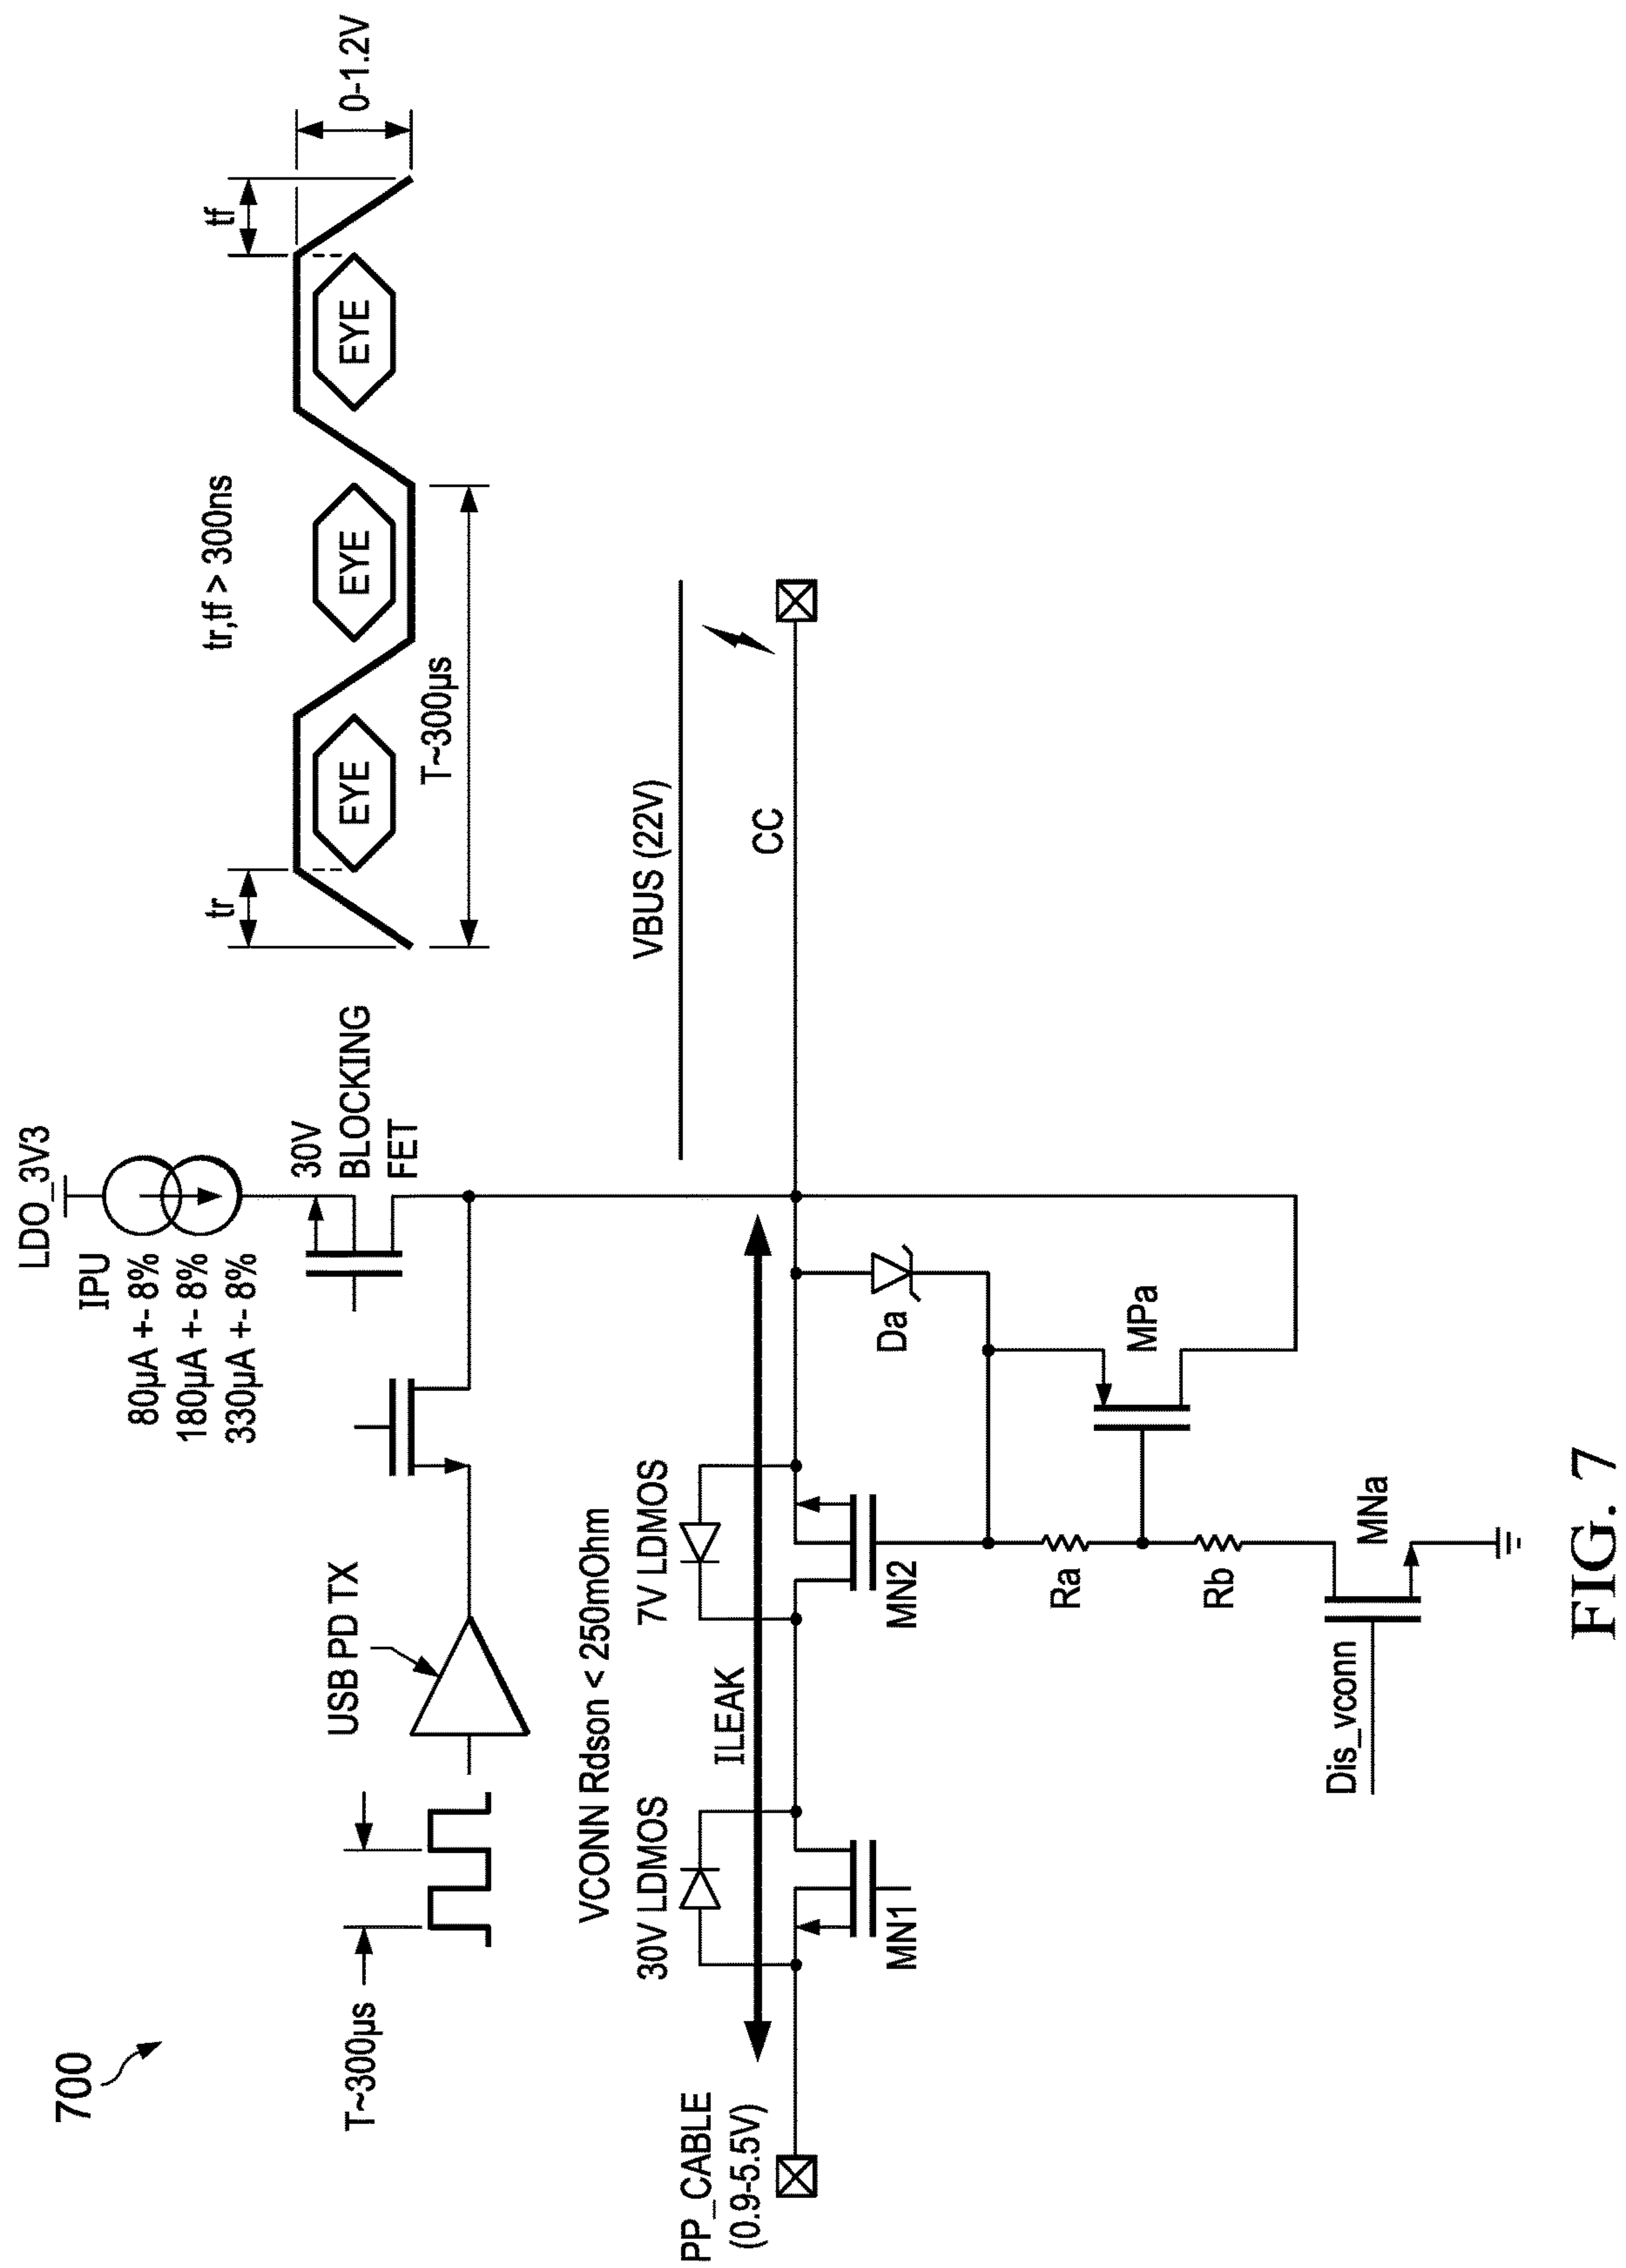 700
T~300µs
USB PD TX
LDO_3V3
IPU
80µA +- 8%
180µA +- 8%
330µA +- 8%
30V
BLOCKING
FET
tr
tr,tf > 300ns
tf
EYE
EYE
EYE
0-1.2V
T~300µs
VCONN Rdson < 250mOhm
30V LDMOS
7V LDMOS
VBUS (22V)
PP_CABLE
(0.9-5.5V)
ILEAK
CC
MN1
MN2
Da
Ra
MPa
Rb
Dis_vconn
MNa
FIG. 7